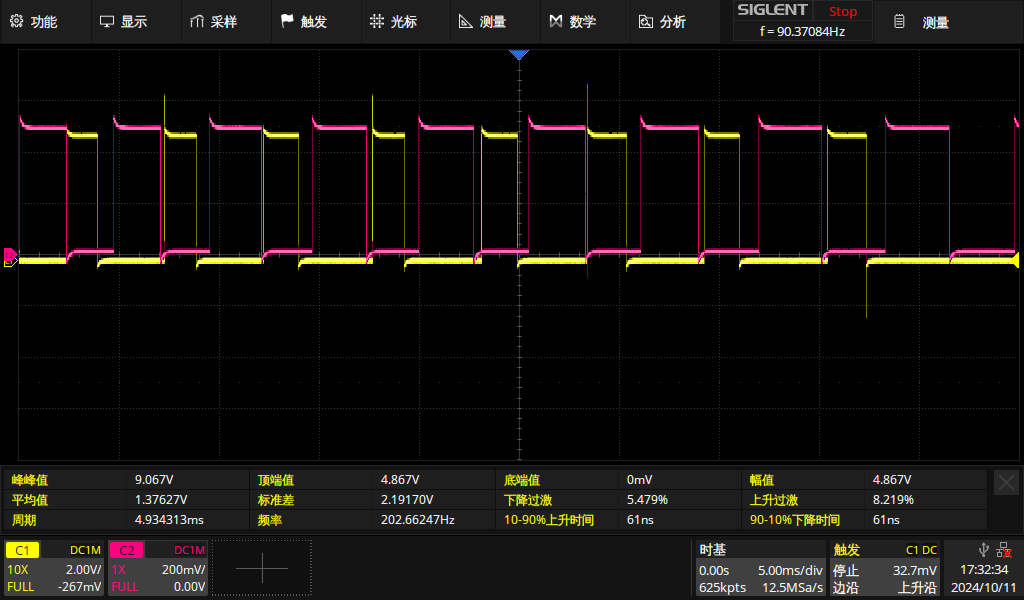 功能 显示 采样 触发 光标 测量 数学 分析 SIGLENT Stop 测量
f = 90.37084Hz
峰峰值 9.067V 顶端值 4.867V 底端值 0mV 幅值 4.867V
平均值 1.37627V 标准差 2.19170V 下降过激 5.479% 上升过激 8.219%
周期 4.934313ms 频率 202.66247Hz 10-90%上升时间 61ns 90-10%下降时间 61ns
C1 DC1M C2 DC1M 时基 触发 C1 DC
10X 2.00V/ 1X 200mV/ 0.00s 5.00ms/div 停止 32.7mV 17:32:34
FULL -267mV FULL 0.00V 625kpts 12.5MSa/s 边沿 上升沿 2024/10/11